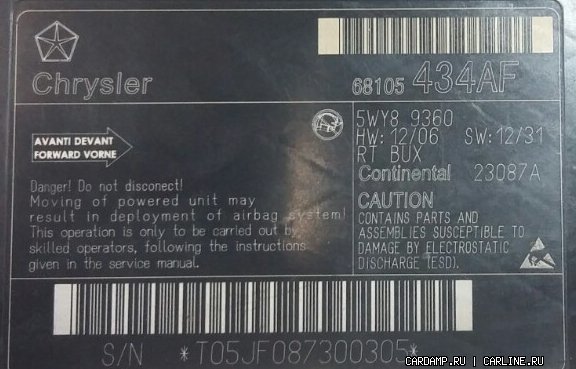 Chrysler
68105 434AF
AVANTI DEVANT
FORWARD VORNE
5WY8 9360
HW: 12/06 SW: 12/31
RT BUX
Continental 23087A
Danger! Do not disconect!
Moving of powered unit may
result in deployment of airbag system!
This operation is only to be carried out by
skilled operators, following the instructions
given in the service manual.
CAUTION
CONTAINS PARTS AND
ASSEMBLIES SUSCEPTIBLE TO
DAMAGE BY ELECTROSTATIC
DISCHARGE (ESD).
S/N *T05JF087300305*
CARDAMP.RU | CARLINE.RU